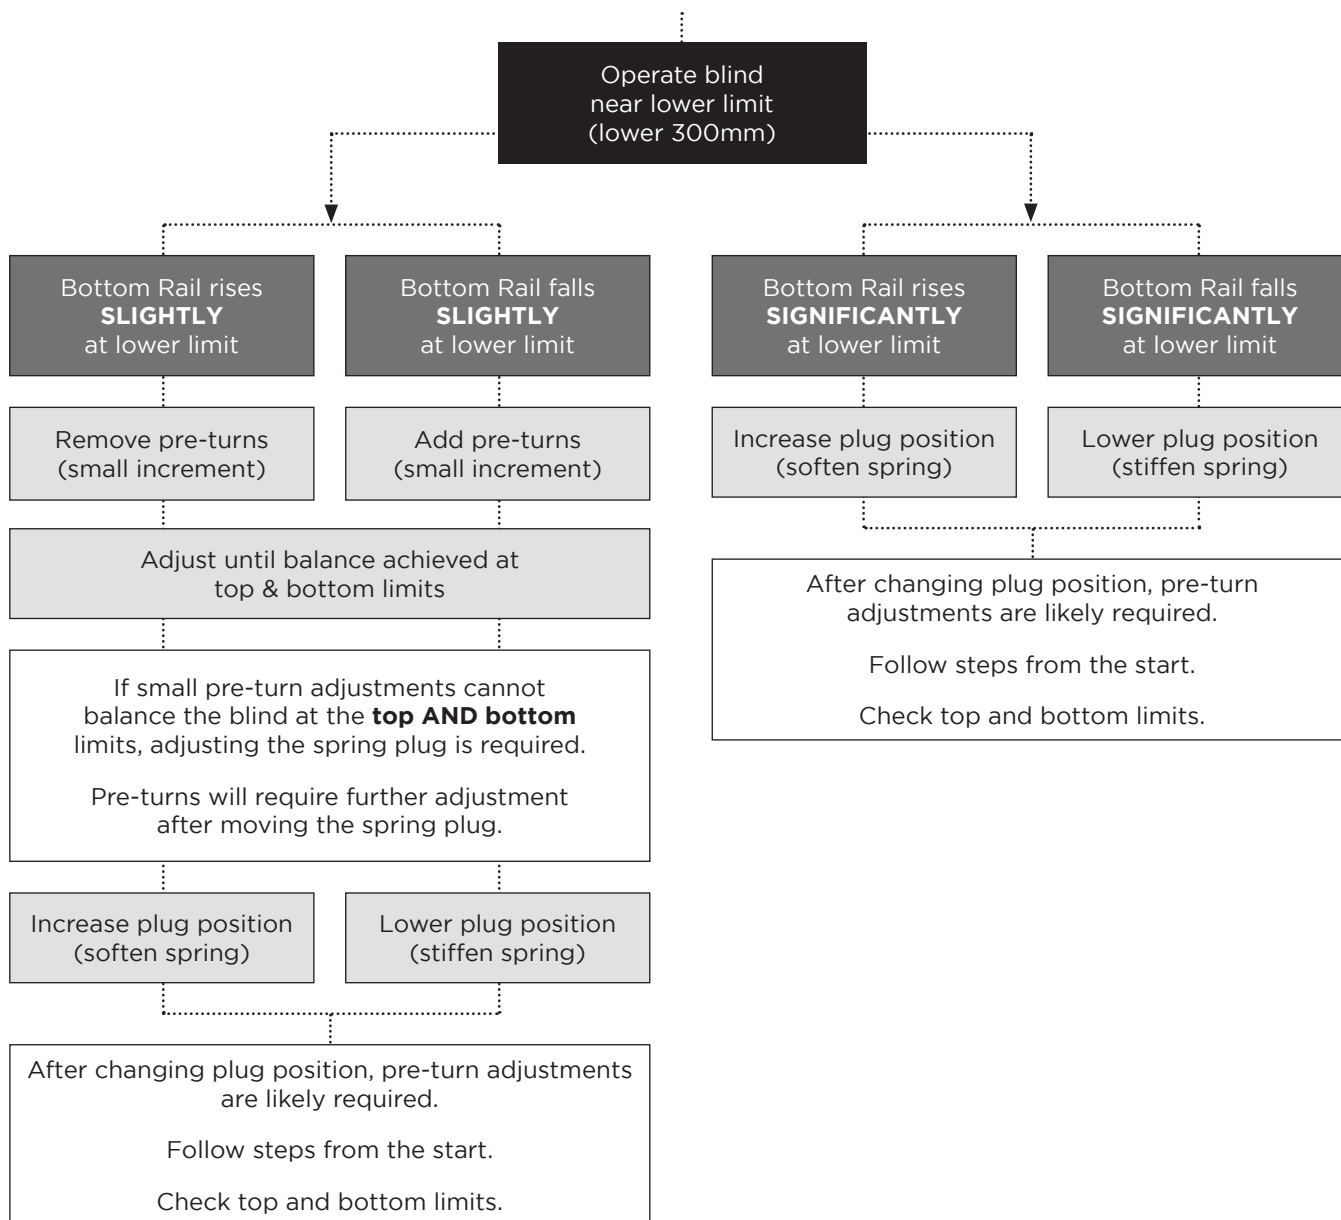 Operate blind
near lower limit
(lower 300mm)
Bottom Rail rises
SLIGHTLY
at lower limit
Bottom Rail falls
SLIGHTLY
at lower limit
Bottom Rail rises
SIGNIFICANTLY
at lower limit
Bottom Rail falls
SIGNIFICANTLY
at lower limit
Remove pre-turns
(small increment)
Add pre-turns
(small increment)
Increase plug position
(soften spring)
Lower plug position
(stiffen spring)
Adjust until balance achieved at
top & bottom limits
After changing plug position, pre-turn
adjustments are likely required.
Follow steps from the start.
Check top and bottom limits.
If small pre-turn adjustments cannot
balance the blind at the top AND bottom
limits, adjusting the spring plug is required.
Pre-turns will require further adjustment
after moving the spring plug.
Increase plug position
(soften spring)
Lower plug position
(stiffen spring)
After changing plug position, pre-turn adjustments
are likely required.
Follow steps from the start.
Check top and bottom limits.